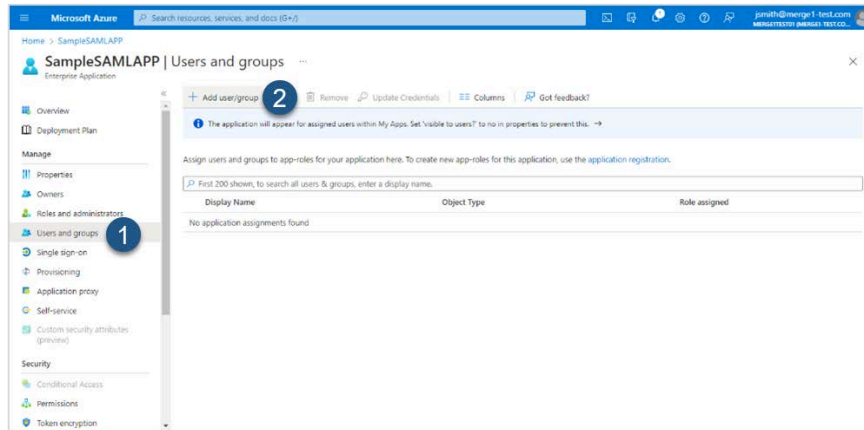 Microsoft Azure
Search resources, services, and docs (G+/)
jsmith@merge1-test.com
Home > SampleSAMLAPP
SampleSAMLAPP | Users and groups ...
Enterprise Application
+ Add user/group
2
Remove
Update Credentials
Columns
Got feedback?
The application will appear for assigned users within My Apps. Set 'visible to users?' to no in properties to prevent this. →
Overview
Deployment Plan
Manage
Properties
Owners
Roles and administrators
Users and groups
1
Single sign-on
Provisioning
Application proxy
Self-service
Custom security attributes
(preview)
Security
Conditional Access
Permissions
Token encryption
Assign users and groups to app-roles for your application here. To create new app-roles for this application, use the application registration.
First 200 shown, to search all users & groups, enter a display name.
Display Name Object Type Role assigned
No application assignments found